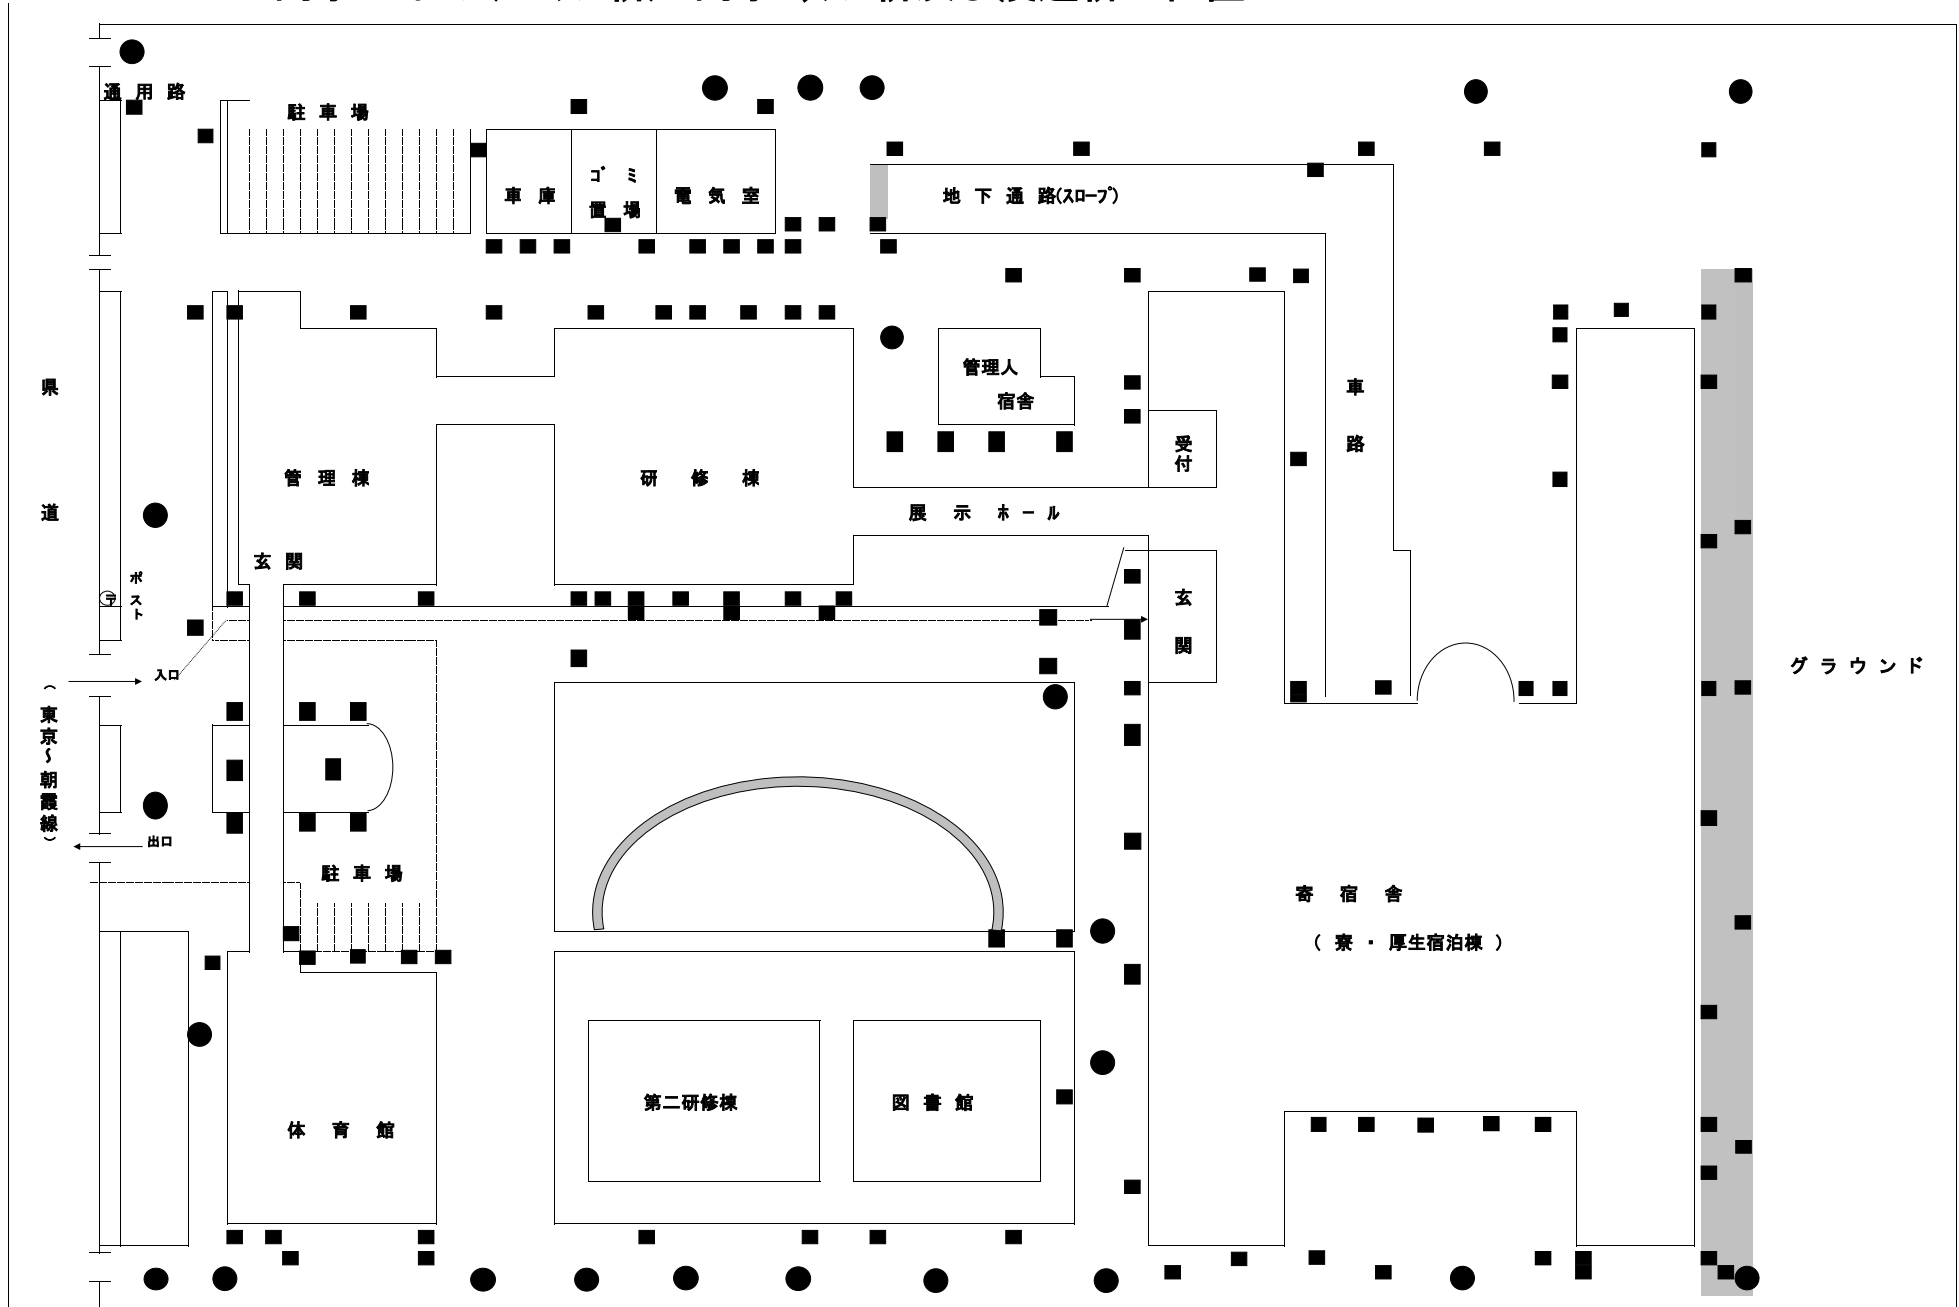 通用路
駐車場
車庫
ゴミ
置場
電気室
地下通路(スロープ)
県道
(東京～朝霞線)
管理人
宿舎
車路
受付
管理棟
研修棟
展示ホール
玄関
ポスト
〒
玄関
入口
グラウンド
出口
駐車場
寄宿舎
(寮・厚生宿泊棟)
第二研修棟
図書館
体育館